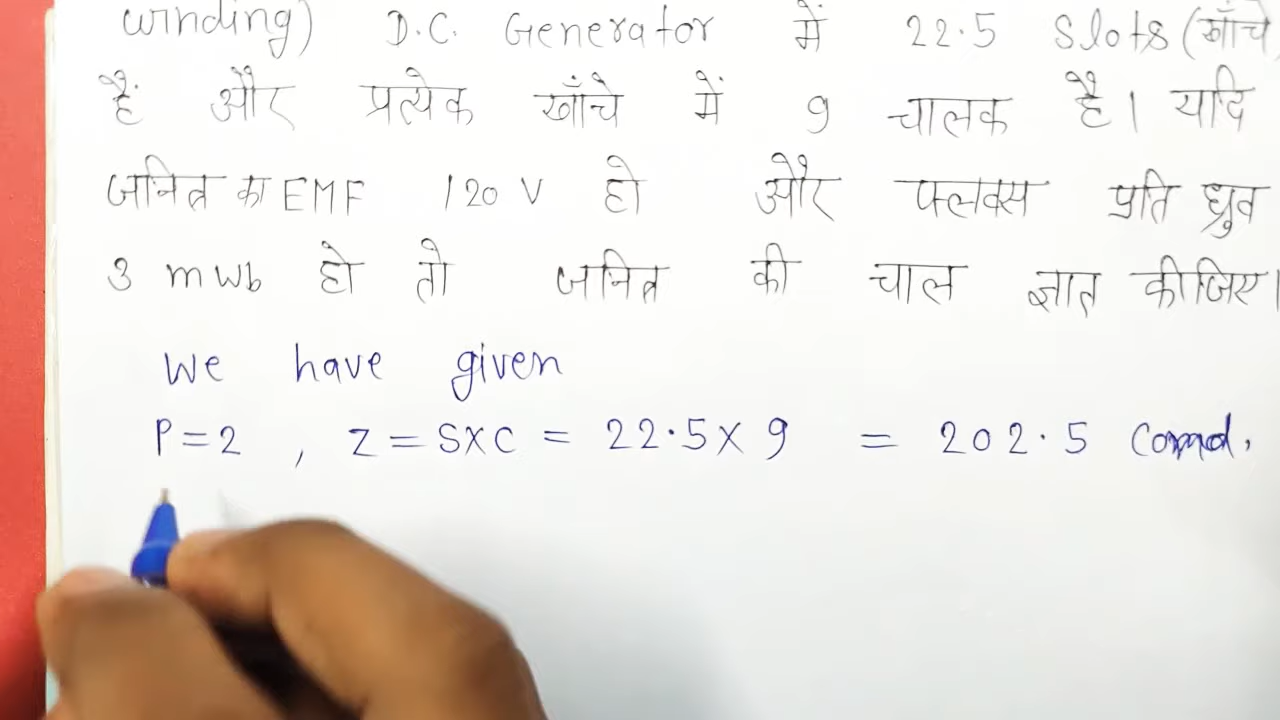 winding) D.C. Generator में 22.5 Slots (खाँचे
हैं और प्रत्येक खाँचे में 9 चालक है। यदि
जनित्र का EMF 120 V हो और फ्लक्स प्रति ध्रुव
3 mwb हो तो जनित्र की चाल ज्ञात कीजिए।
We have given
P=2 , Z = S×C = 22.5×9 = 202.5 Cond.